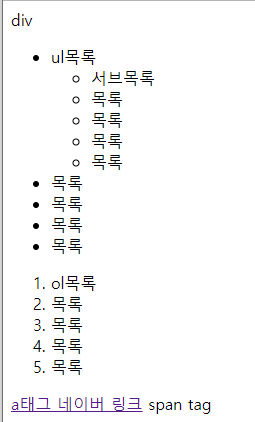 div
• ul목록
○ 서브목록
○ 목록
○ 목록
○ 목록
○ 목록
• 목록
• 목록
• 목록
• 목록
1. ol목록
2. 목록
3. 목록
4. 목록
5. 목록
a태그 네이버 링크 span tag